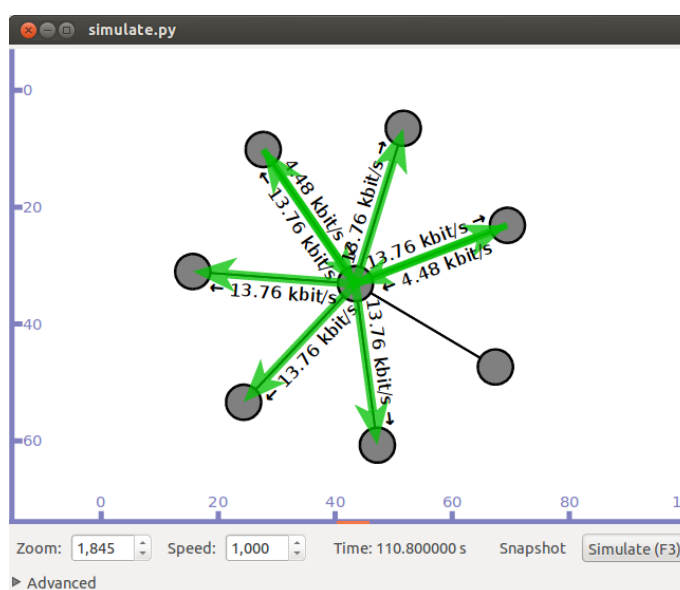 simulate.py
0
20
40
60
4.48 kbit/s
← 13.76 kbit/s
13.76 kbit/s →
13.76 kbit/s →
← 4.48 kbit/s
← 13.76 kbit/s
← 13.76 kbit/s
13.76 kbit/s →
0 20 40 60 80
Zoom: 1,845 Speed: 1,000 Time: 110.800000 s Snapshot Simulate (F3)
Advanced